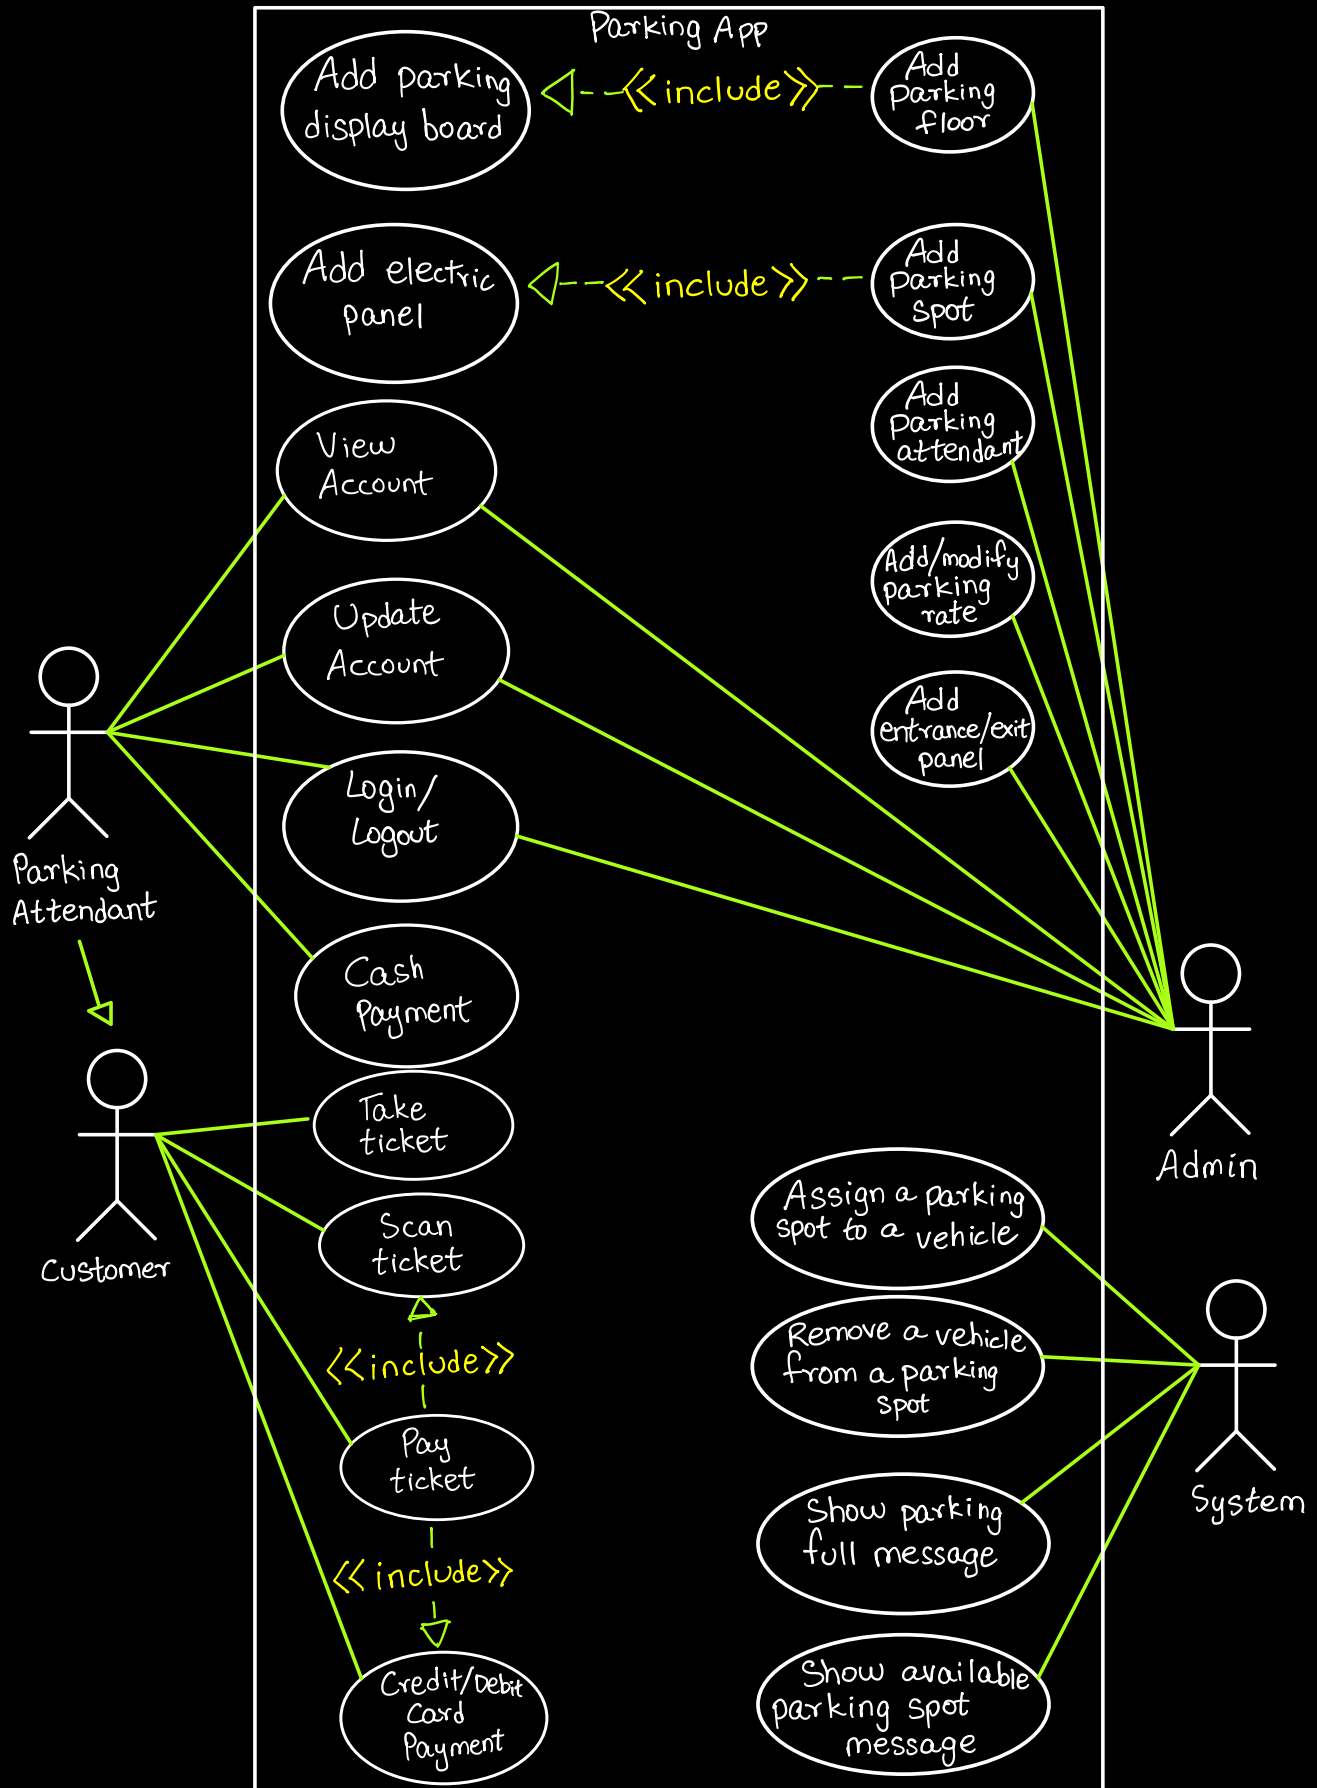 Parking App
Add parking
display board
<<include>>
Add
parking
floor
Add electric
panel
<<include>>
Add
parking
spot
View
Account
Add
parking
attendant
Update
Account
Add/modify
parking
rate
Add
entrance/exit
panel
Login/
Logout
Parking
Attendant
Cash
Payment
Take
ticket
Admin
Scan
ticket
Assign a parking
spot to a vehicle
Customer
<<include>>
Remove a vehicle
from a parking
spot
Pay
ticket
System
Show parking
full message
<<include>>
Credit/Debit
Card
Payment
Show available
parking spot
message